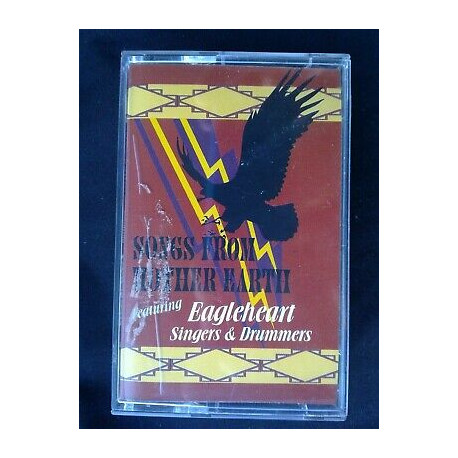 SONGS FROM
MOTHER EARTH
featuring Eagleheart
Singers & Drummers